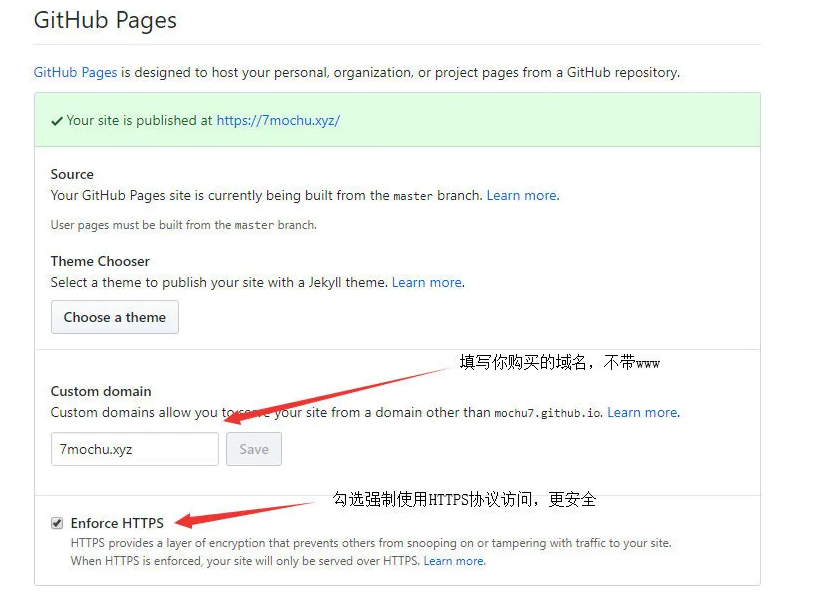 GitHub Pages
GitHub Pages is designed to host your personal, organization, or project pages from a GitHub repository.
Your site is published at https://7mochu.xyz/
Source
Your GitHub Pages site is currently being built from the master branch. Learn more.
User pages must be built from the master branch.
Theme Chooser
Select a theme to publish your site with a Jekyll theme. Learn more.
Choose a theme
填写你购买的域名，不带www
Custom domain
Custom domains allow you to serve your site from a domain other than mochu7.github.io. Learn more.
7mochu.xyz
Save
勾选强制使用HTTPS协议访问，更安全
Enforce HTTPS
HTTPS provides a layer of encryption that prevents others from snooping on or tampering with traffic to your site.
When HTTPS is enforced, your site will only be served over HTTPS. Learn more.